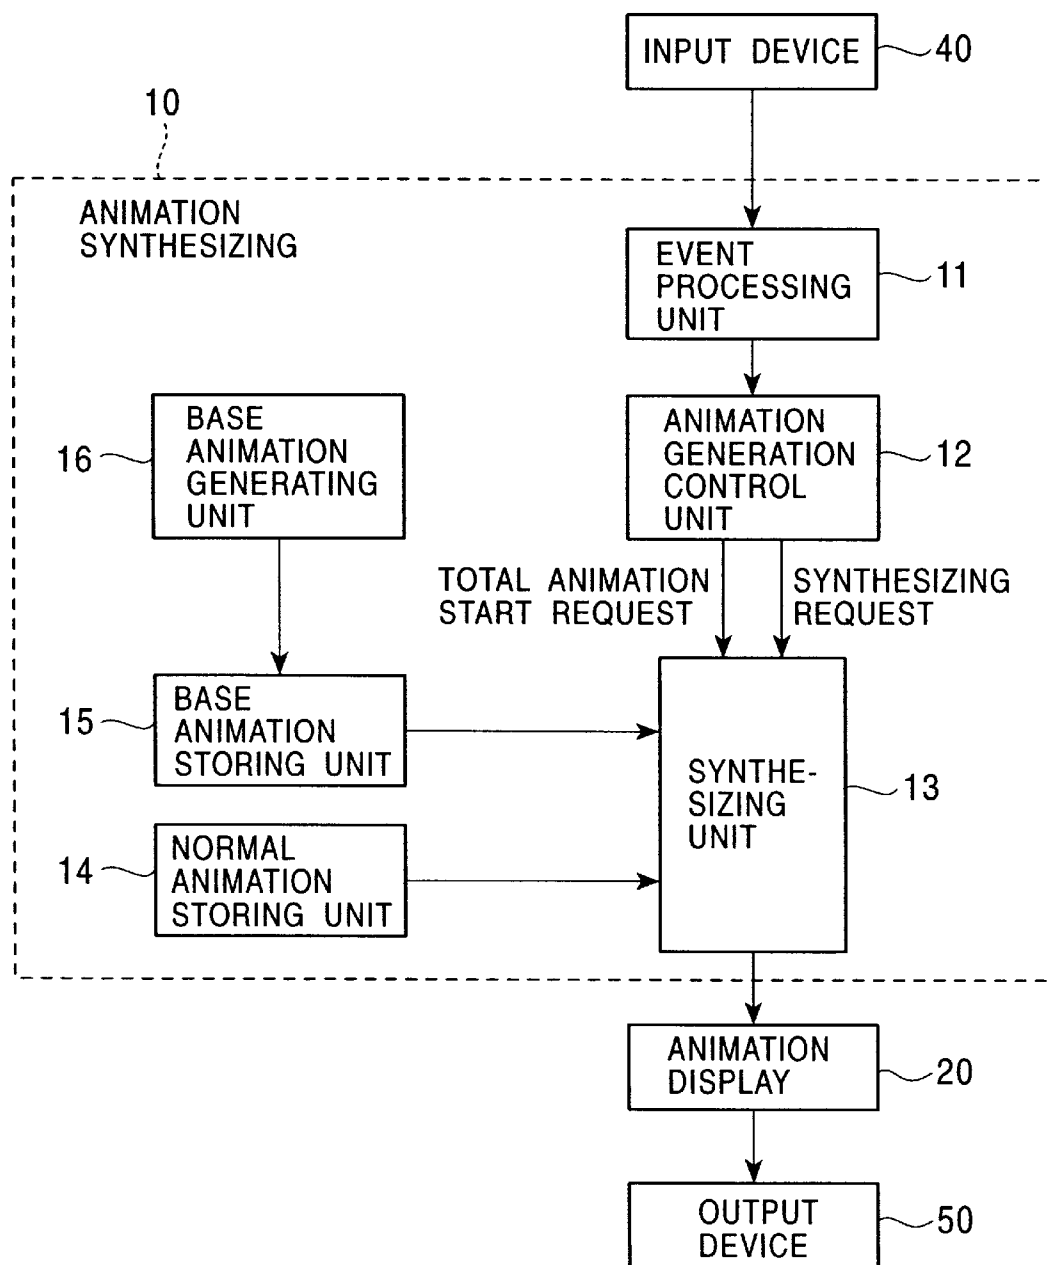 INPUT DEVICE
40
10
ANIMATION
SYNTHESIZING
EVENT
PROCESSING
UNIT
11
BASE
ANIMATION
GENERATING
UNIT
16
ANIMATION
GENERATION
CONTROL
UNIT
12
TOTAL ANIMATION
START REQUEST
SYNTHESIZING
REQUEST
BASE
ANIMATION
STORING UNIT
15
SYNTHE-
SIZING
UNIT
13
NORMAL
ANIMATION
STORING UNIT
14
ANIMATION
DISPLAY
20
OUTPUT
DEVICE
50